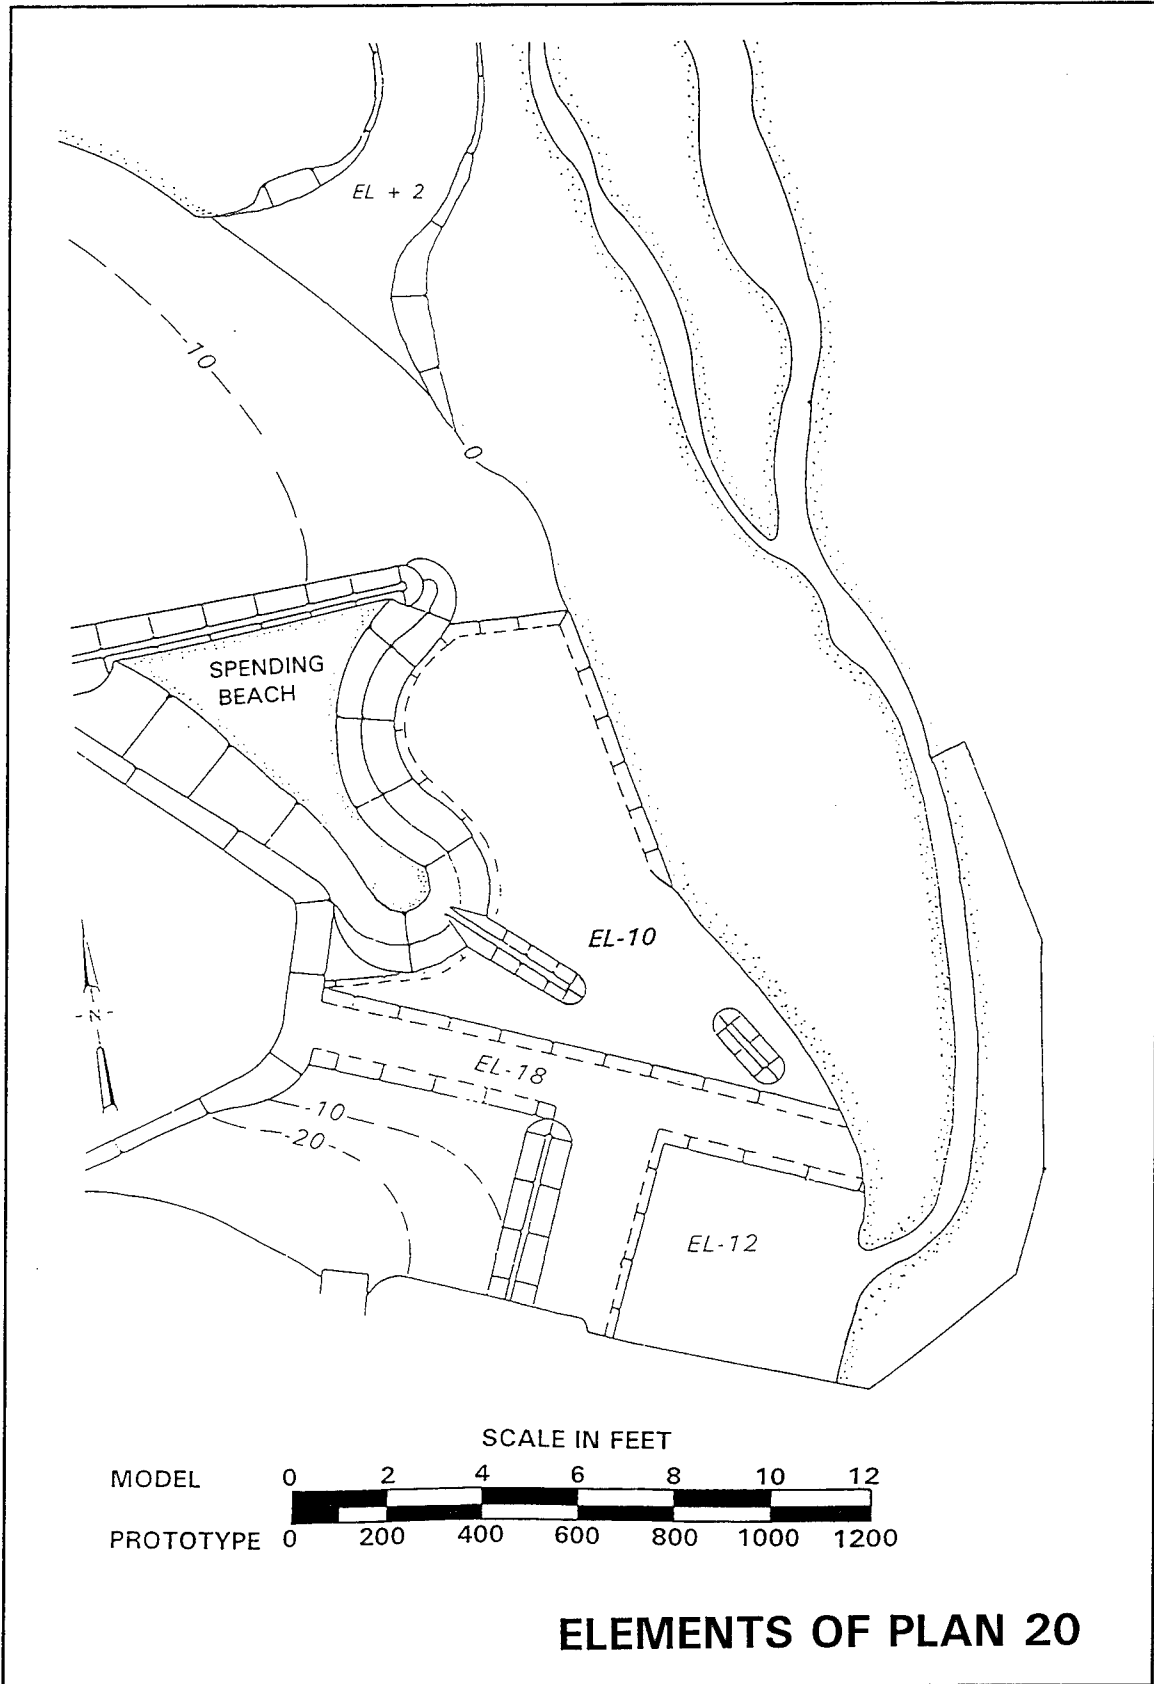 EL + 2
-10
0
SPENDING
BEACH
EL-10
-N-
EL-18
-10
-20-
EL-12
SCALE IN FEET
MODEL 0 2 4 6 8 10 12
PROTOTYPE 0 200 400 600 800 1000 1200
ELEMENTS OF PLAN 20